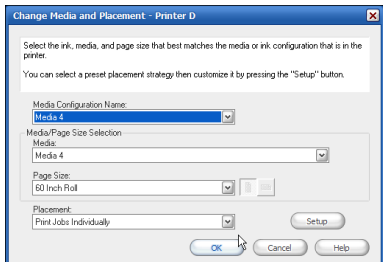 Change Media and Placement - Printer D
Select the ink, media, and page size that best matches the media or ink configuration that is in the
printer.
You can select a preset placement strategy then customize it by pressing the "Setup" button.
Media Configuration Name:
Media 4
Media/Page Size Selection
Media:
Media 4
Page Size:
60 Inch Roll
Placement:
Print Jobs Individually
Setup
OK
Cancel
Help